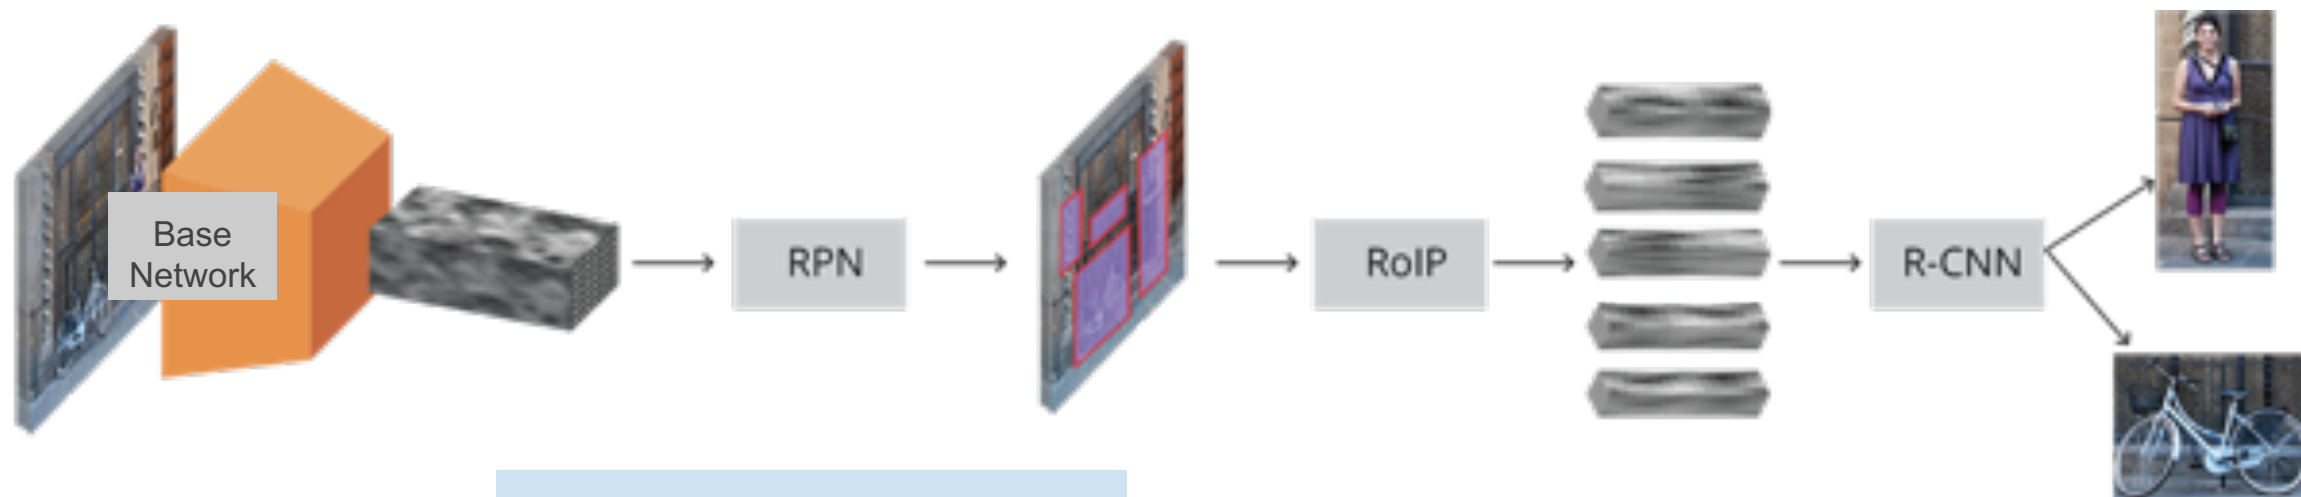 Base
Network
RPN
RoIP
R-CNN